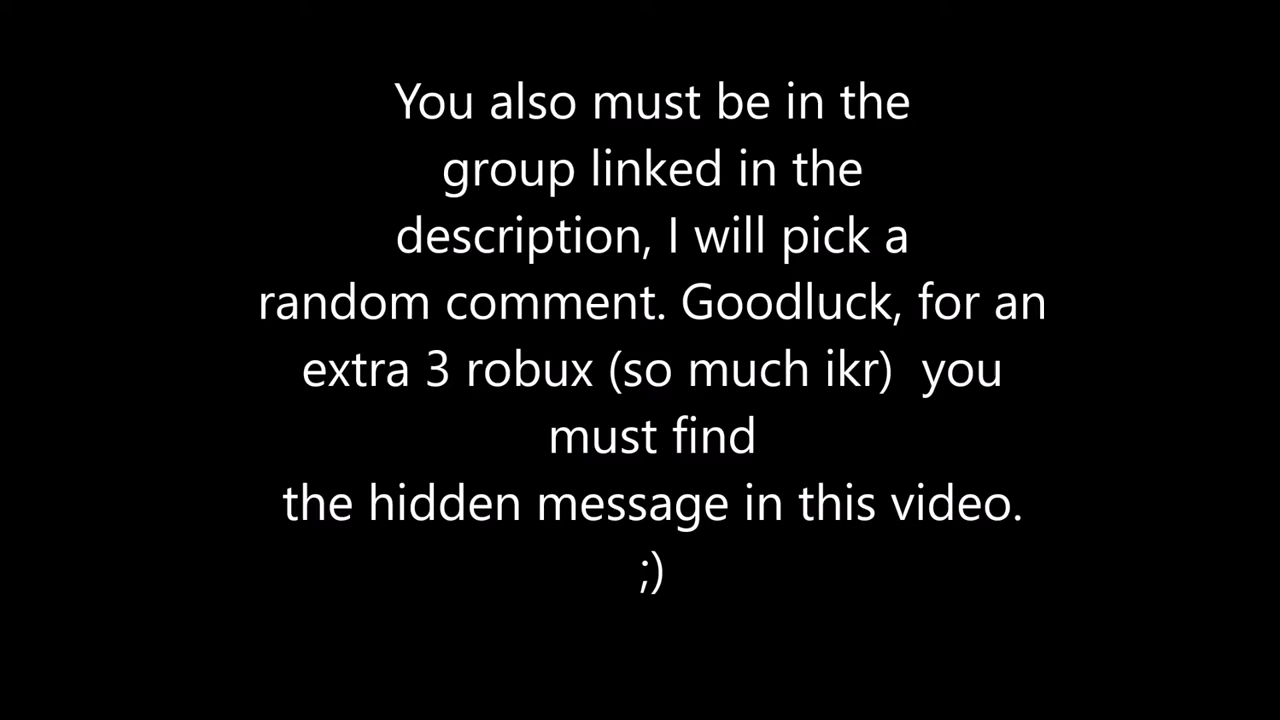 You also must be in the
group linked in the
description, I will pick a
random comment. Goodluck, for an
extra 3 robux (so much ikr)  you
must find
the hidden message in this video.
;)